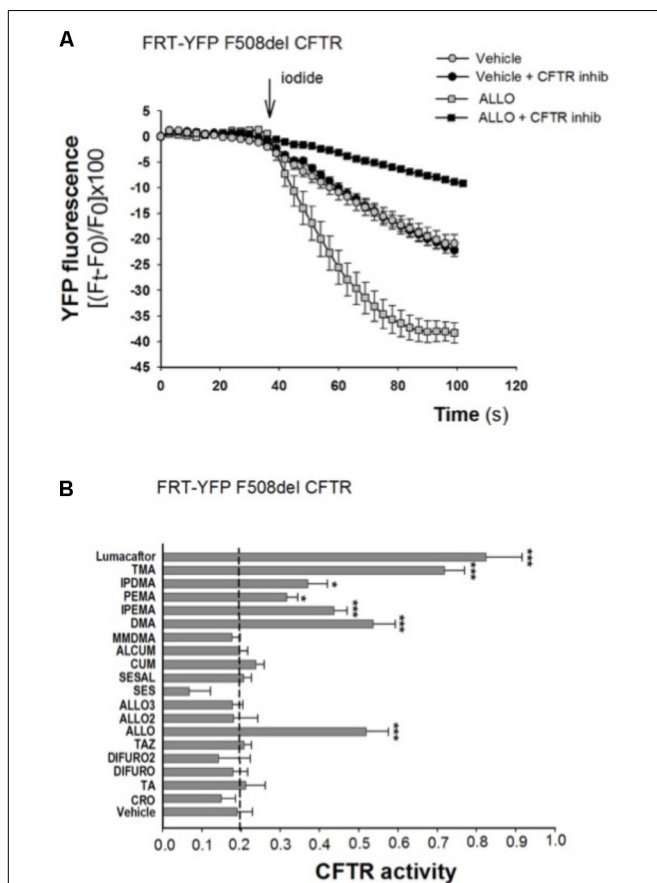 A
FRT-YFP F508del CFTR
iodide
Vehicle
Vehicle + CFTR inhib
ALLO
ALLO + CFTR inhib
YFP fluorescence
[(Ft-F0)/F0]x100
5
0
-5
-10
-15
-20
-25
-30
-35
-40
-45
0 20 40 60 80 100 120
Time (s)
B
FRT-YFP F508del CFTR
Lumacaftor ***
TMA ***
IPDMA *
PEMA *
IPEMA ***
DMA ***
MMDMA
ALCUM
CUM
SESAL
SES
ALLO3
ALLO2
ALLO ***
TAZ
DIFURO2
DIFURO
TA
CRO
Vehicle
0.0 0.1 0.2 0.3 0.4 0.5 0.6 0.7 0.8 0.9 1.0
CFTR activity